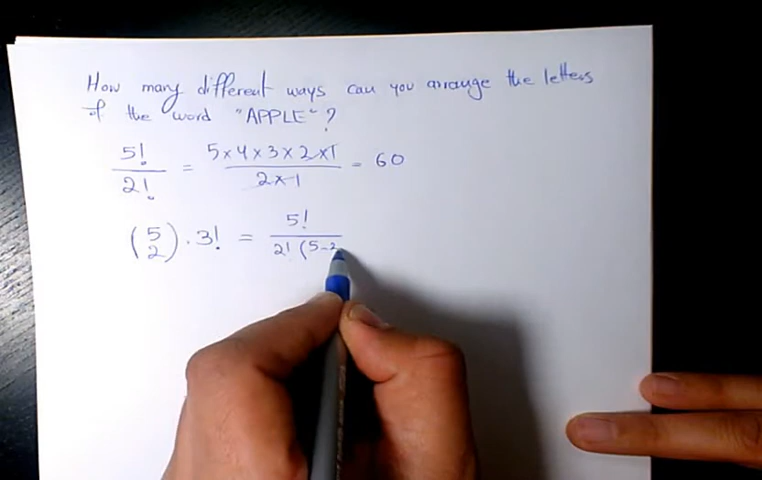 How many different ways can you arrange the letters
of the word "APPLE"?
5!/2! = 5×4×3×2×1/2×1 = 60
(5 2) · 3! = 5!/2! (5-2